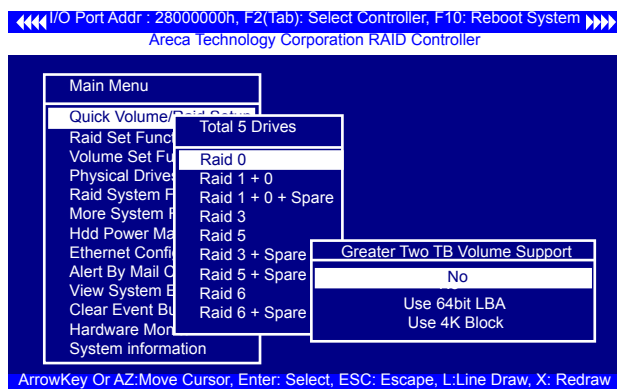 I/O Port Addr : 28000000h, F2(Tab): Select Controller, F10: Reboot System
Areca Technology Corporation RAID Controller
Main Menu
Quick Volume/Raid Setup
Raid Set Funct
Volume Set Fu
Physical Drives
Raid System F
More System F
Hdd Power Ma
Ethernet Confi
Alert By Mail C
View System E
Clear Event Bu
Hardware Mon
System information
Total 5 Drives
Raid 0
Raid 1 + 0
Raid 1 + 0 + Spare
Raid 3
Raid 5
Raid 3 + Spare
Raid 5 + Spare
Raid 6
Raid 6 + Spare
Greater Two TB Volume Support
No
Use 64bit LBA
Use 4K Block
ArrowKey Or AZ:Move Cursor, Enter: Select, ESC: Escape, L:Line Draw, X: Redraw